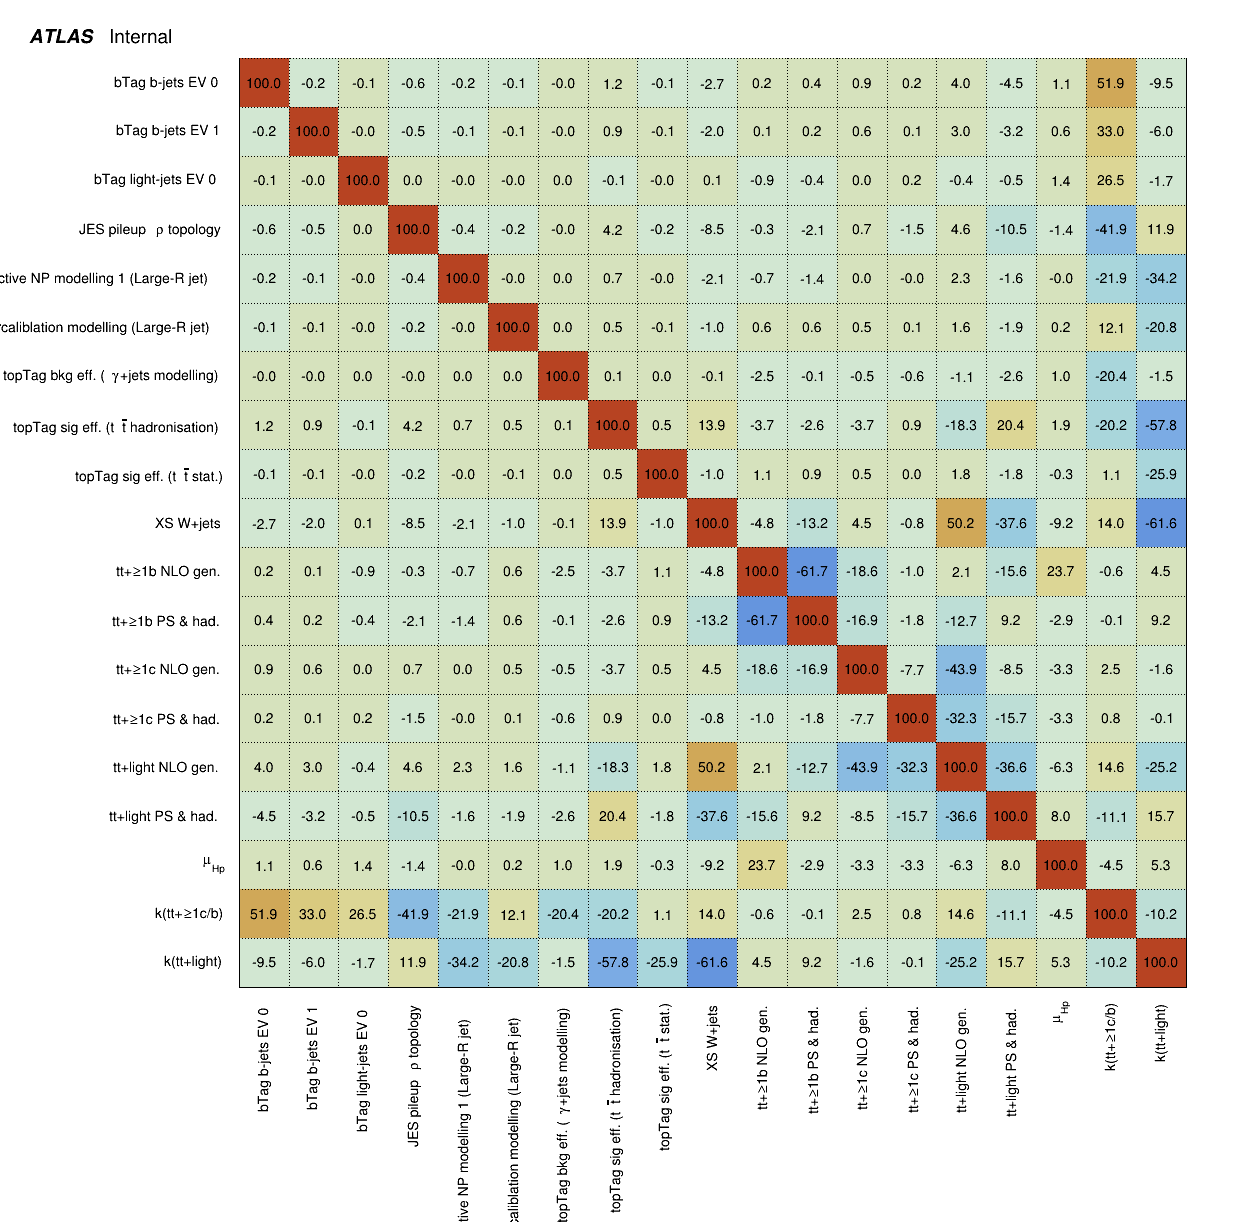 ATLAS Internal
bTag b-jets EV 0 100.0 -0.2 -0.1 -0.6 -0.2 -0.1 -0.0 1.2 -0.1 -2.7 0.2 0.4 0.9 0.2 4.0 -4.5 1.1 51.9 -9.5
bTag b-jets EV 1 -0.2 100.0 -0.0 -0.5 -0.1 -0.1 -0.0 0.9 -0.1 -2.0 0.1 0.2 0.6 0.1 3.0 -3.2 0.6 33.0 -6.0
bTag light-jets EV 0 -0.1 -0.0 100.0 0.0 -0.0 -0.0 0.0 -0.1 -0.0 0.1 -0.9 -0.4 0.0 0.2 -0.4 -0.5 1.4 26.5 -1.7
JES pileup ρ topology -0.6 -0.5 0.0 100.0 -0.4 -0.2 -0.0 4.2 -0.2 -8.5 -0.3 -2.1 0.7 -1.5 4.6 -10.5 -1.4 -41.9 11.9
ctive NP modelling 1 (Large-R jet) -0.2 -0.1 -0.0 -0.4 100.0 -0.0 0.0 0.7 -0.0 -2.1 -0.7 -1.4 0.0 -0.0 2.3 -1.6 -0.0 -21.9 -34.2
rcaliblation modelling (Large-R jet) -0.1 -0.1 -0.0 -0.2 -0.0 100.0 0.0 0.5 -0.1 -1.0 0.6 0.6 0.5 0.1 1.6 -1.9 0.2 12.1 -20.8
topTag bkg eff. ( γ+jets modelling) -0.0 -0.0 0.0 -0.0 0.0 0.0 100.0 0.1 0.0 -0.1 -2.5 -0.1 -0.5 -0.6 -1.1 -2.6 1.0 -20.4 -1.5
topTag sig eff. (t t̄ hadronisation) 1.2 0.9 -0.1 4.2 0.7 0.5 0.1 100.0 0.5 13.9 -3.7 -2.6 -3.7 0.9 -18.3 20.4 1.9 -20.2 -57.8
topTag sig eff. (t t̄ stat.) -0.1 -0.1 -0.0 -0.2 -0.0 -0.1 0.0 0.5 100.0 -1.0 1.1 0.9 0.5 0.0 1.8 -1.8 -0.3 1.1 -25.9
XS W+jets -2.7 -2.0 0.1 -8.5 -2.1 -1.0 -0.1 13.9 -1.0 100.0 -4.8 -13.2 4.5 -0.8 50.2 -37.6 -9.2 14.0 -61.6
tt+≥1b NLO gen. 0.2 0.1 -0.9 -0.3 -0.7 0.6 -2.5 -3.7 1.1 -4.8 100.0 -61.7 -18.6 -1.0 2.1 -15.6 23.7 -0.6 4.5
tt+≥1b PS & had. 0.4 0.2 -0.4 -2.1 -1.4 0.6 -0.1 -2.6 0.9 -13.2 -61.7 100.0 -16.9 -1.8 -12.7 9.2 -2.9 -0.1 9.2
tt+≥1c NLO gen. 0.9 0.6 0.0 0.7 0.0 0.5 -0.5 -3.7 0.5 4.5 -18.6 -16.9 100.0 -7.7 -43.9 -8.5 -3.3 2.5 -1.6
tt+≥1c PS & had. 0.2 0.1 0.2 -1.5 -0.0 0.1 -0.6 0.9 0.0 -0.8 -1.0 -1.8 -7.7 100.0 -32.3 -15.7 -3.3 0.8 -0.1
tt+light NLO gen. 4.0 3.0 -0.4 4.6 2.3 1.6 -1.1 -18.3 1.8 50.2 2.1 -12.7 -43.9 -32.3 100.0 -36.6 -6.3 14.6 -25.2
tt+light PS & had. -4.5 -3.2 -0.5 -10.5 -1.6 -1.9 -2.6 20.4 -1.8 -37.6 -15.6 9.2 -8.5 -15.7 -36.6 100.0 8.0 -11.1 15.7
μHp 1.1 0.6 1.4 -1.4 -0.0 0.2 1.0 1.9 -0.3 -9.2 23.7 -2.9 -3.3 -3.3 -6.3 8.0 100.0 -4.5 5.3
k(tt+≥1c/b) 51.9 33.0 26.5 -41.9 -21.9 12.1 -20.4 -20.2 1.1 14.0 -0.6 -0.1 2.5 0.8 14.6 -11.1 -4.5 100.0 -10.2
k(tt+light) -9.5 -6.0 -1.7 11.9 -34.2 -20.8 -1.5 -57.8 -25.9 -61.6 4.5 9.2 -1.6 -0.1 -25.2 15.7 5.3 -10.2 100.0
bTag b-jets EV 0
bTag b-jets EV 1
bTag light-jets EV 0
JES pileup ρ topology
tive NP modelling 1 (Large-R jet)
caliblation modelling (Large-R jet)
topTag bkg eff. ( γ+jets modelling)
topTag sig eff. (t t̄ hadronisation)
topTag sig eff. (t t̄ stat.)
XS W+jets
tt+≥1b NLO gen.
tt+≥1b PS & had.
tt+≥1c NLO gen.
tt+≥1c PS & had.
tt+light NLO gen.
tt+light PS & had.
μHp
k(tt+≥1c/b)
k(tt+light)